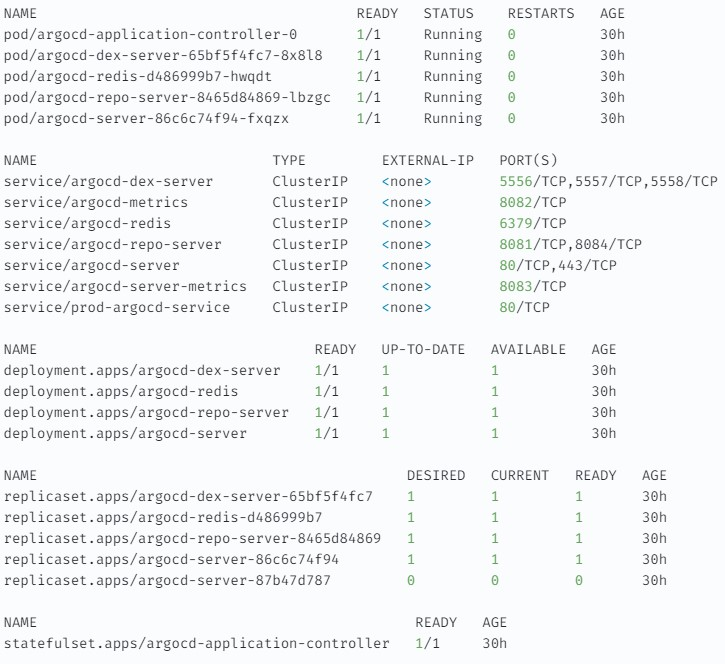 NAME                                      READY   STATUS    RESTARTS   AGE
pod/argocd-application-controller-0       1/1     Running   0          30h
pod/argocd-dex-server-65bf5f4fc7-8x8l8    1/1     Running   0          30h
pod/argocd-redis-d486999b7-hwqdt          1/1     Running   0          30h
pod/argocd-repo-server-8465d84869-lbzgc   1/1     Running   0          30h
pod/argocd-server-86c6c74f94-fxqzx        1/1     Running   0          30h

NAME                            TYPE         EXTERNAL-IP   PORT(S)
service/argocd-dex-server       ClusterIP    <none>        5556/TCP,5557/TCP,5558/TCP
service/argocd-metrics          ClusterIP    <none>        8082/TCP
service/argocd-redis            ClusterIP    <none>        6379/TCP
service/argocd-repo-server      ClusterIP    <none>        8081/TCP,8084/TCP
service/argocd-server           ClusterIP    <none>        80/TCP,443/TCP
service/argocd-server-metrics   ClusterIP    <none>        8083/TCP
service/prod-argocd-service     ClusterIP    <none>        80/TCP

NAME                                 READY   UP-TO-DATE   AVAILABLE   AGE
deployment.apps/argocd-dex-server    1/1     1            1           30h
deployment.apps/argocd-redis         1/1     1            1           30h
deployment.apps/argocd-repo-server   1/1     1            1           30h
deployment.apps/argocd-server        1/1     1            1           30h

NAME                                            DESIRED   CURRENT   READY   AGE
replicaset.apps/argocd-dex-server-65bf5f4fc7    1         1         1       30h
replicaset.apps/argocd-redis-d486999b7          1         1         1       30h
replicaset.apps/argocd-repo-server-8465d84869   1         1         1       30h
replicaset.apps/argocd-server-86c6c74f94        1         1         1       30h
replicaset.apps/argocd-server-87b47d787         0         0         0       30h

NAME                                             READY   AGE
statefulset.apps/argocd-application-controller   1/1     30h